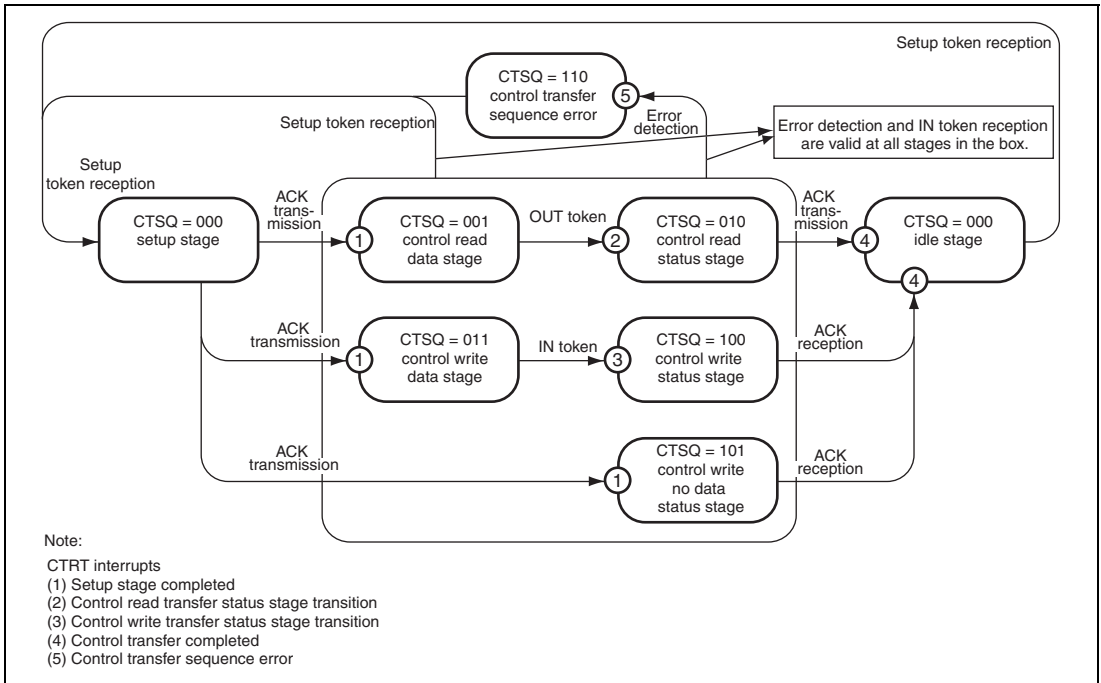 Setup token reception
CTSQ = 110
control transfer
sequence error
5
Error
detection
Setup token reception
Error detection and IN token reception
are valid at all stages in the box.
Setup
token reception
CTSQ = 000
setup stage
ACK
trans-
mission
1
CTSQ = 001
control read
data stage
OUT token
2
CTSQ = 010
control read
status stage
ACK
trans-
mission
4
CTSQ = 000
idle stage
4
ACK
transmission
1
CTSQ = 011
control write
data stage
IN token
3
CTSQ = 100
control write
status stage
ACK
reception
ACK
transmission
1
CTSQ = 101
control write
no data
status stage
ACK
reception
Note:
CTRT interrupts
(1) Setup stage completed
(2) Control read transfer status stage transition
(3) Control write transfer status stage transition
(4) Control transfer completed
(5) Control transfer sequence error